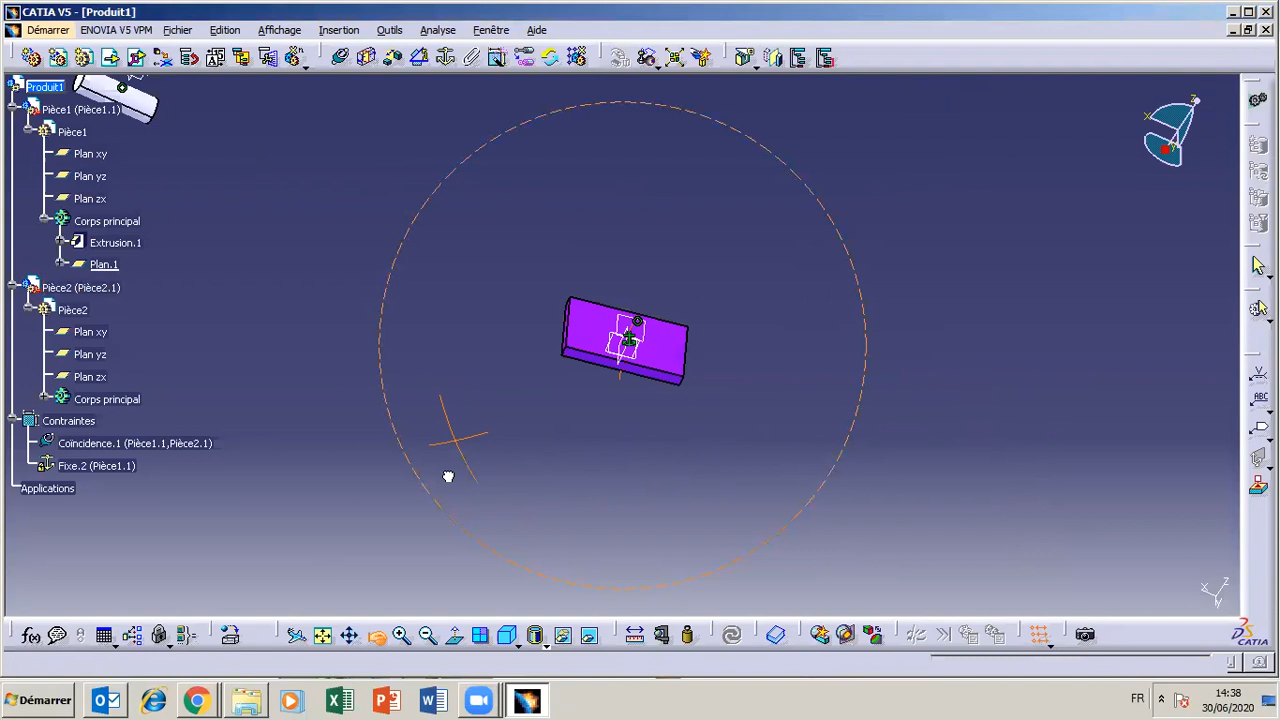 CATIA V5 - [Produit1]
Démarrer ENOVIA V5 VPM Fichier Edition Affichage Insertion Outils Analyse Fenêtre Aide
Produit1
Pièce1 (Pièce1.1)
Pièce1
Plan xy
Plan yz
Plan zx
Corps principal
Extrusion.1
Plan.1
Pièce2 (Pièce2.1)
Pièce2
Plan xy
Plan yz
Plan zx
Corps principal
Contraintes
Coïncidence.1 (Pièce1.1,Pièce2.1)
Fixe.2 (Pièce1.1)
Applications
Z
X
ABC
X Z
Y
f(x)
CATIA
Démarrer
FR
14:38
30/06/2020